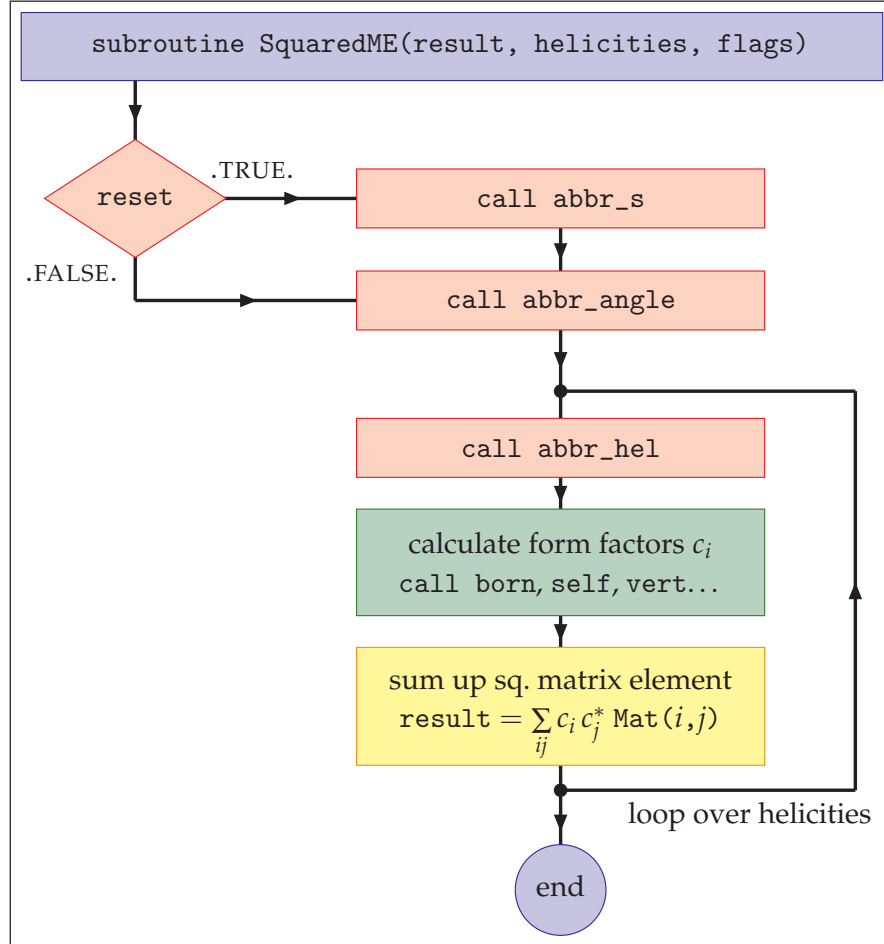 subroutine SquaredME(result, helicities, flags)
.TRUE.
reset
call abbr_s
.FALSE.
call abbr_angle
call abbr_hel
calculate form factors c_i
call born, self, vert...
sum up sq. matrix element
result = ∑_{ij} c_i c_j^* Mat(i,j)
loop over helicities
end